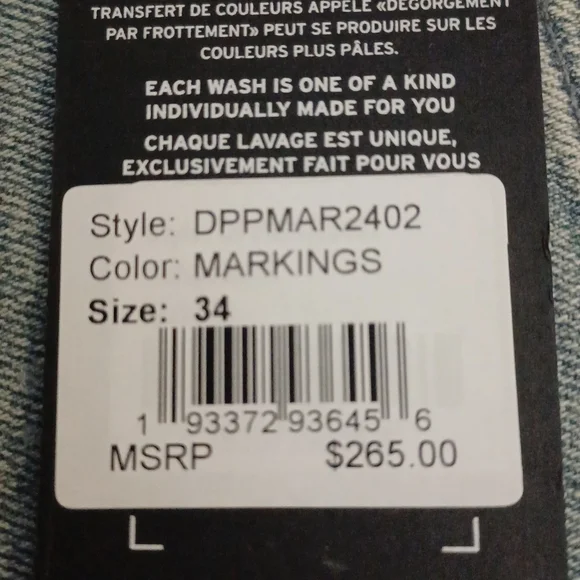 TRANSFERT DE COULEURS APPELÉ «DÉGORGEMENT
PAR FROTTEMENT» PEUT SE PRODUIRE SUR LES
COULEURS PLUS PÂLES.
EACH WASH IS ONE OF A KIND
INDIVIDUALLY MADE FOR YOU
CHAQUE LAVAGE EST UNIQUE,
EXCLUSIVEMENT FAIT POUR VOUS
Style: DPPMAR2402
Color: MARKINGS
Size: 34
1 93372 93645 6
MSRP $265.00